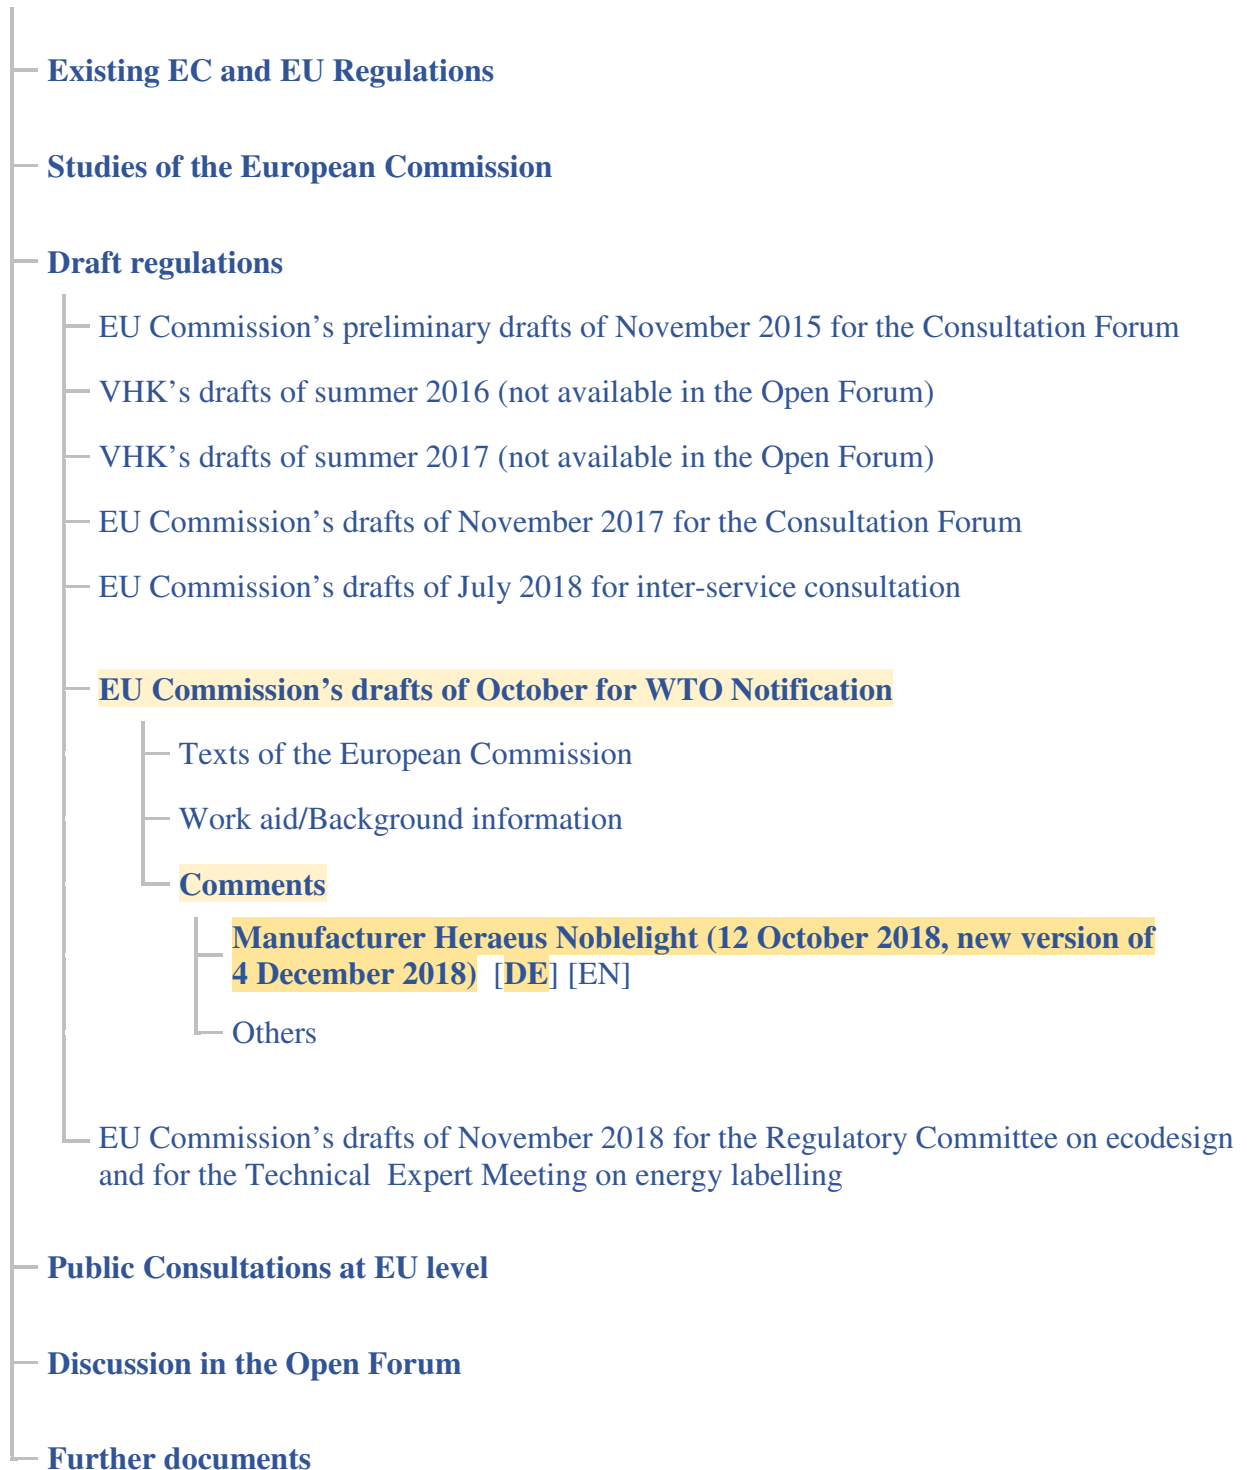 Existing EC and EU Regulations
Studies of the European Commission
Draft regulations
EU Commission’s preliminary drafts of November 2015 for the Consultation Forum
VHK’s drafts of summer 2016 (not available in the Open Forum)
VHK’s drafts of summer 2017 (not available in the Open Forum)
EU Commission’s drafts of November 2017 for the Consultation Forum
EU Commission’s drafts of July 2018 for inter-service consultation
EU Commission’s drafts of October for WTO Notification
Texts of the European Commission
Work aid/Background information
Comments
Manufacturer Heraeus Noblelight (12 October 2018, new version of
4 December 2018) [DE] [EN]
Others
EU Commission’s drafts of November 2018 for the Regulatory Committee on ecodesign
and for the Technical Expert Meeting on energy labelling
Public Consultations at EU level
Discussion in the Open Forum
Further documents